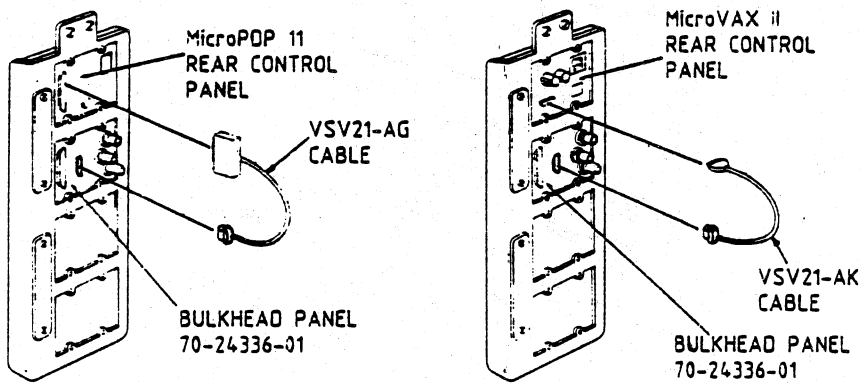 MicroPDP 11
REAR CONTROL
PANEL
VSV21-AG
CABLE
BULKHEAD PANEL
70-24336-01
MicroVAX II
REAR CONTROL
PANEL
VSV21-AK
CABLE
BULKHEAD PANEL
70-24336-01